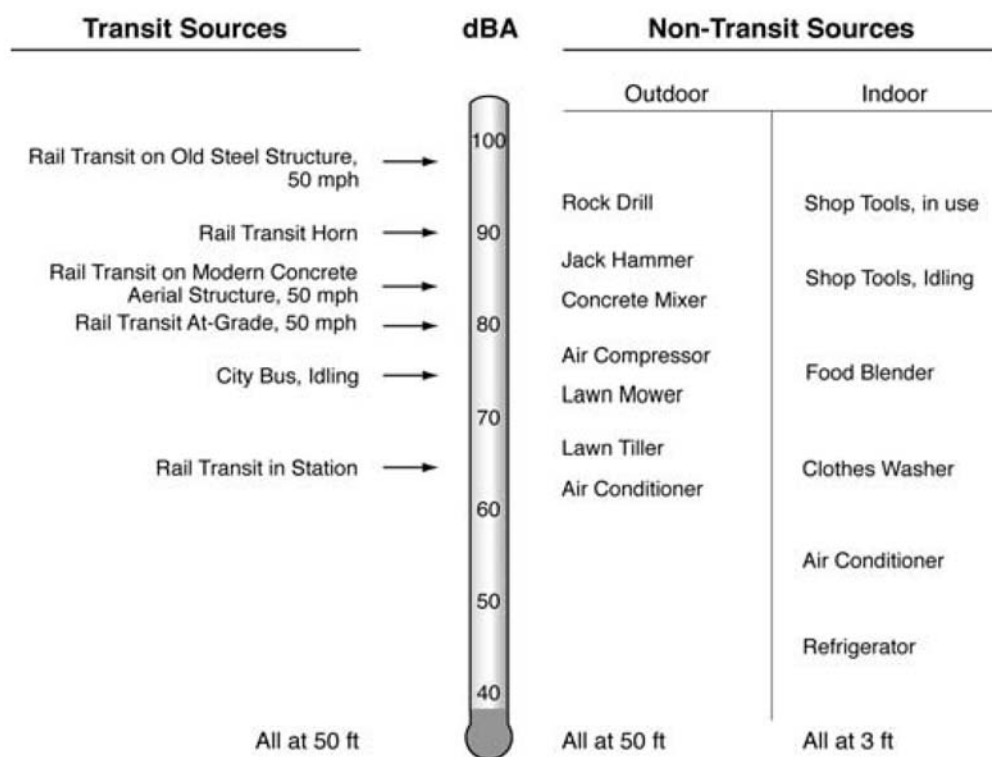 Transit Sources
dBA
Non-Transit Sources
Outdoor
Indoor
100
Rail Transit on Old Steel Structure,
50 mph
Rock Drill
Shop Tools, in use
Rail Transit Horn
90
Jack Hammer
Rail Transit on Modern Concrete
Aerial Structure, 50 mph
Shop Tools, Idling
Concrete Mixer
Rail Transit At-Grade, 50 mph
80
Air Compressor
City Bus, Idling
Food Blender
Lawn Mower
70
Lawn Tiller
Rail Transit in Station
Clothes Washer
Air Conditioner
60
Air Conditioner
50
Refrigerator
40
All at 50 ft
All at 50 ft
All at 3 ft